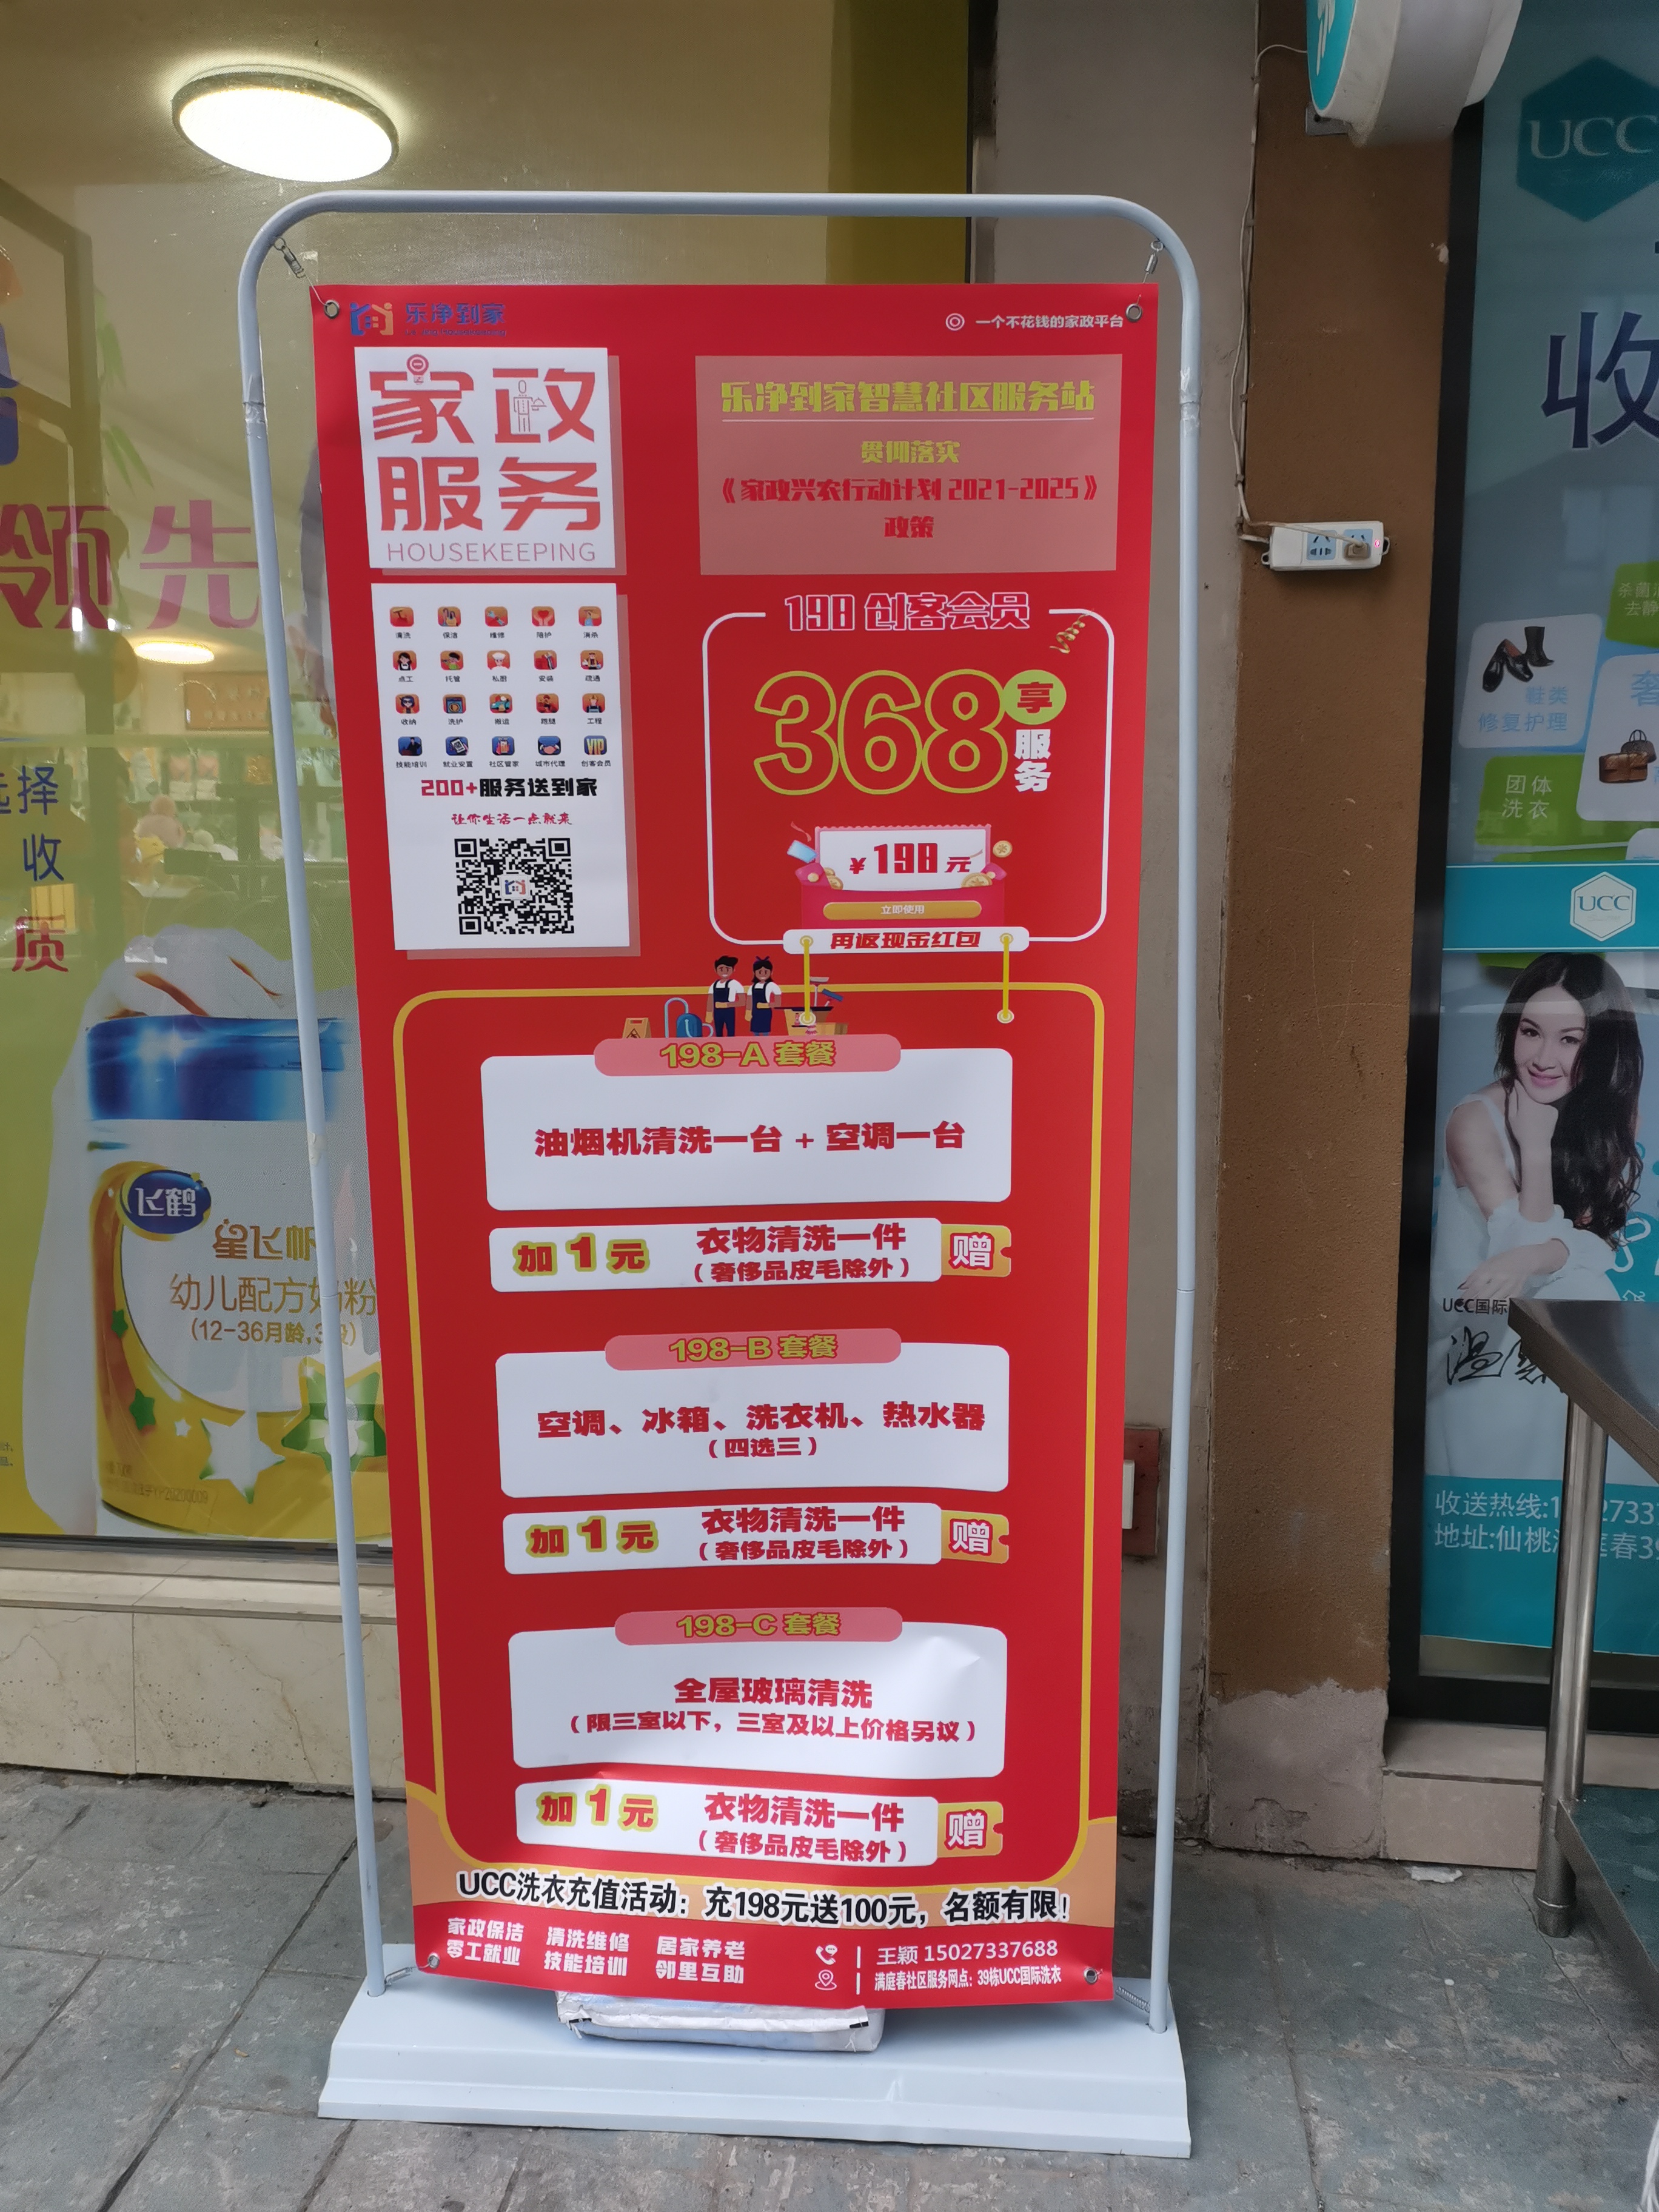 乐净到家
一个不花钱的家政平台
家政
服务
HOUSEKEEPING
乐净到家智慧社区服务站
贯彻落实
《家政兴农行动计划 2021-2025》
政策
清洗 保洁 维修 陪护 消杀
点工 托管 私厨 安装 疏通
收纳 洗护 搬运 跑腿 工程
技能培训 就业安置 社区管家 城市代理 创客会员
VIP
200+服务送到家
让你生活一点就来
198 创客会员
368享服务
¥198元
立即使用
再返现金红包
198-A 套餐
油烟机清洗一台 + 空调一台
加1元 衣物清洗一件
(奢侈品皮毛除外) 赠
198-B 套餐
空调、冰箱、洗衣机、热水器
(四选三)
加1元 衣物清洗一件
(奢侈品皮毛除外) 赠
198-C 套餐
全屋玻璃清洗
(限三室以下，三室及以上价格另议)
加1元 衣物清洗一件
(奢侈品皮毛除外) 赠
UCC洗衣充值活动：充198元送100元，名额有限！
家政保洁 清洗维修 居家养老
零工就业 技能培训 邻里互助
王颖 15027337688
满庭春社区服务网点：39栋UCC国际洗衣
领先
选择
收
质
飞鹤
星飞帆
幼儿配方奶粉
(12-36月龄,3段)
UCC
收
鞋类
修复护理
团体
洗衣
UCC
UCC国际
收送热线:1
2733
地址:仙桃
春39